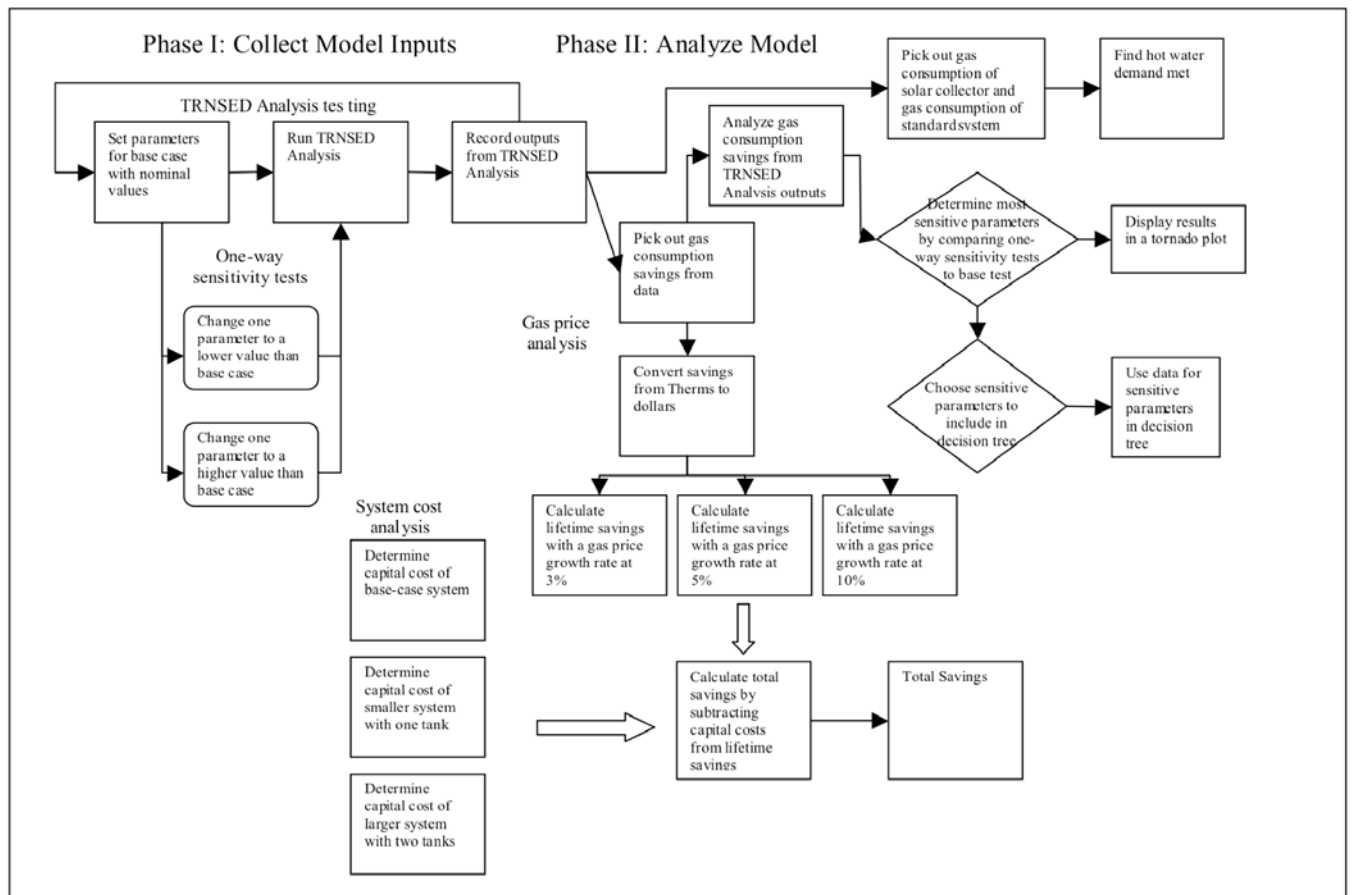 Phase I: Collect Model Inputs
Phase II: Analyze Model
TRNSED Analysis tes ting
Set parameters
for base case
with nominal
values
Run TRNSED
Analysis
Record outputs
from TRNSED
Analysis
One-way
sensitivity tests
Change one
parameter to a
lower value than
base case
Change one
parameter to a
higher value than
base case
Pick out gas
consumption of
solar collector and
gas consumption of
standard system
Find hot water
demand met
Analyze gas
consumption
savings from
TRNSED
Analysis outputs
Pick out gas
consumption
savings from
data
Determine most
sensitive parameters
by comparing one-
way sensitivity tests
to base test
Display results
in a tornado plot
Gas price
analysis
Convert savings
from Therms to
dollars
Choose sensitive
parameters to
include in
decision tree
Use data for
sensitive
parameters
in decision
tree
Calculate
lifetime savings
with a gas price
growth rate at
3%
Calculate
lifetime savings
with a gas price
growth rate at
5%
Calculate
lifetime savings
with a gas price
growth rate at
10%
System cost
analysis
Determine
capital cost of
base-case system
Determine
capital cost of
smaller system
with one tank
Determine
capital cost of
larger system
with two tanks
Calculate total
savings by
subtracting
capital costs
from lifetime
savings
Total Savings